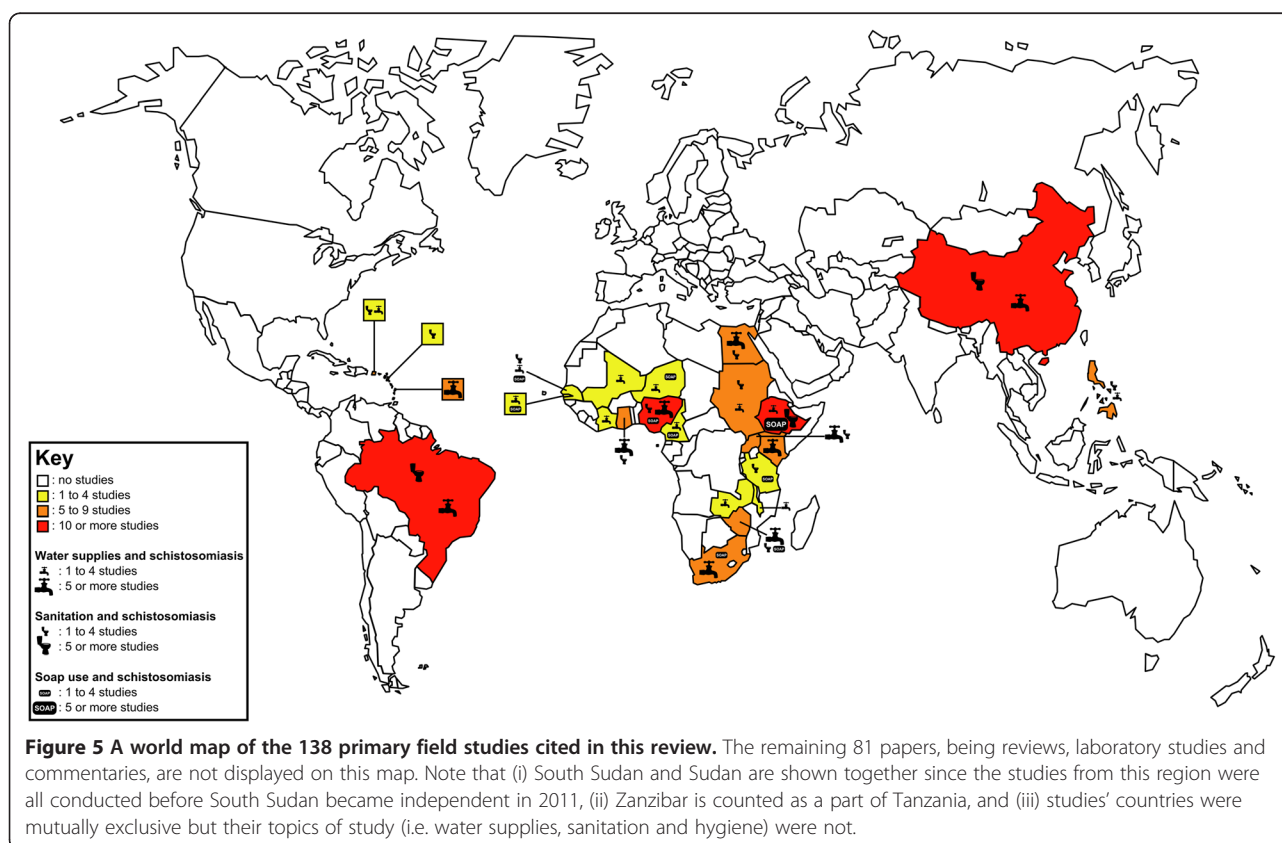 SOAP
SOAP
SOAP
SOAP
SOAP
SOAP
SOAP
SOAP
SOAP
Key
: no studies
: 1 to 4 studies
: 5 to 9 studies
: 10 or more studies
Water supplies and schistosomiasis
: 1 to 4 studies
: 5 or more studies
Sanitation and schistosomiasis
: 1 to 4 studies
: 5 or more studies
Soap use and schistosomiasis
SOAP : 1 to 4 studies
SOAP : 5 or more studies
Figure 5 A world map of the 138 primary field studies cited in this review. The remaining 81 papers, being reviews, laboratory studies and
commentaries, are not displayed on this map. Note that (i) South Sudan and Sudan are shown together since the studies from this region were
all conducted before South Sudan became independent in 2011, (ii) Zanzibar is counted as a part of Tanzania, and (iii) studies' countries were
mutually exclusive but their topics of study (i.e. water supplies, sanitation and hygiene) were not.